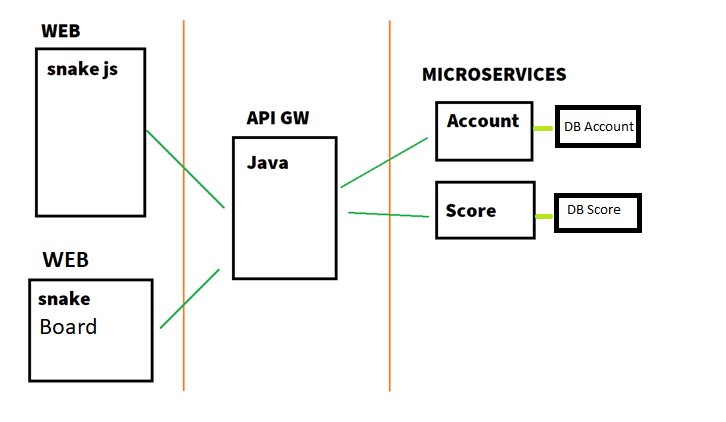 WEB
snake js
WEB
snake
Board
API GW
Java
MICROSERVICES
Account
DB Account
Score
DB Score